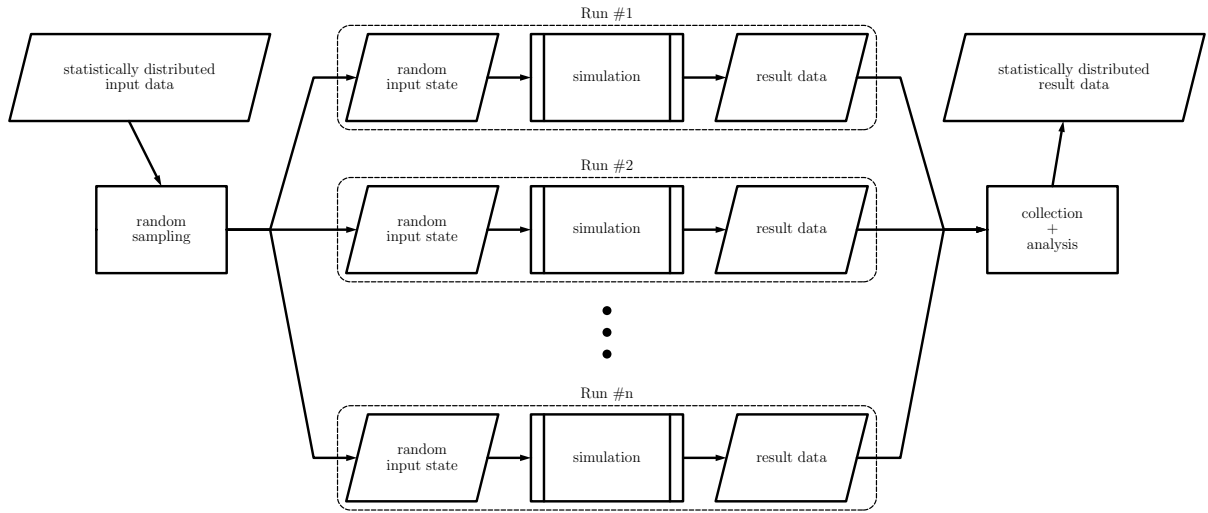 statistically distributed
input data
random
sampling
Run #1
random
input state
simulation
result data
Run #2
random
input state
simulation
result data
Run #n
random
input state
simulation
result data
collection
+
analysis
statistically distributed
result data